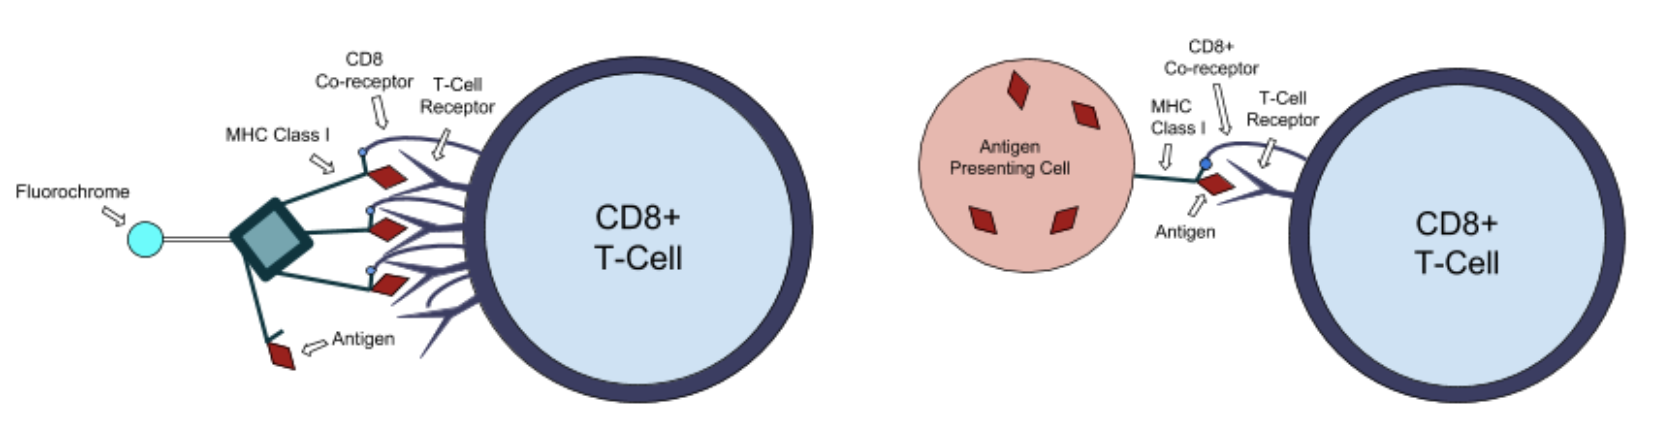 CD8
Co-receptor
T-Cell
Receptor
MHC Class I
Fluorochrome
Antigen
CD8+
T-Cell
CD8+
Co-receptor
MHC
Class I
T-Cell
Receptor
Antigen
Presenting Cell
Antigen
CD8+
T-Cell